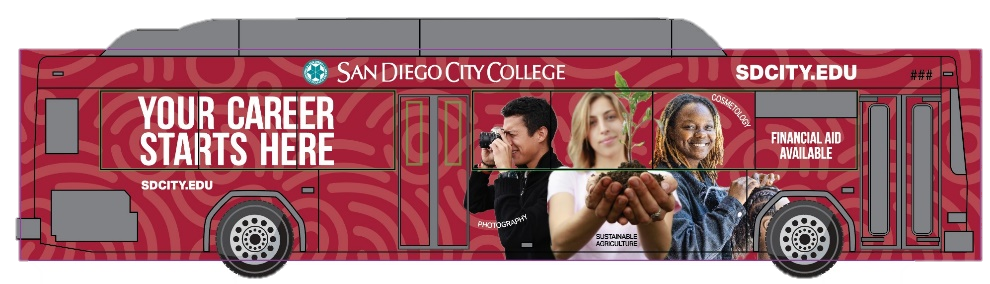 SAN DIEGO CITY COLLEGE
SDCITY.EDU
###
YOUR CAREER
STARTS HERE
SDCITY.EDU
COSMETOLOGY
FINANCIAL AID
AVAILABLE
PHOTOGRAPHY
SUSTAINABLE
AGRICULTURE